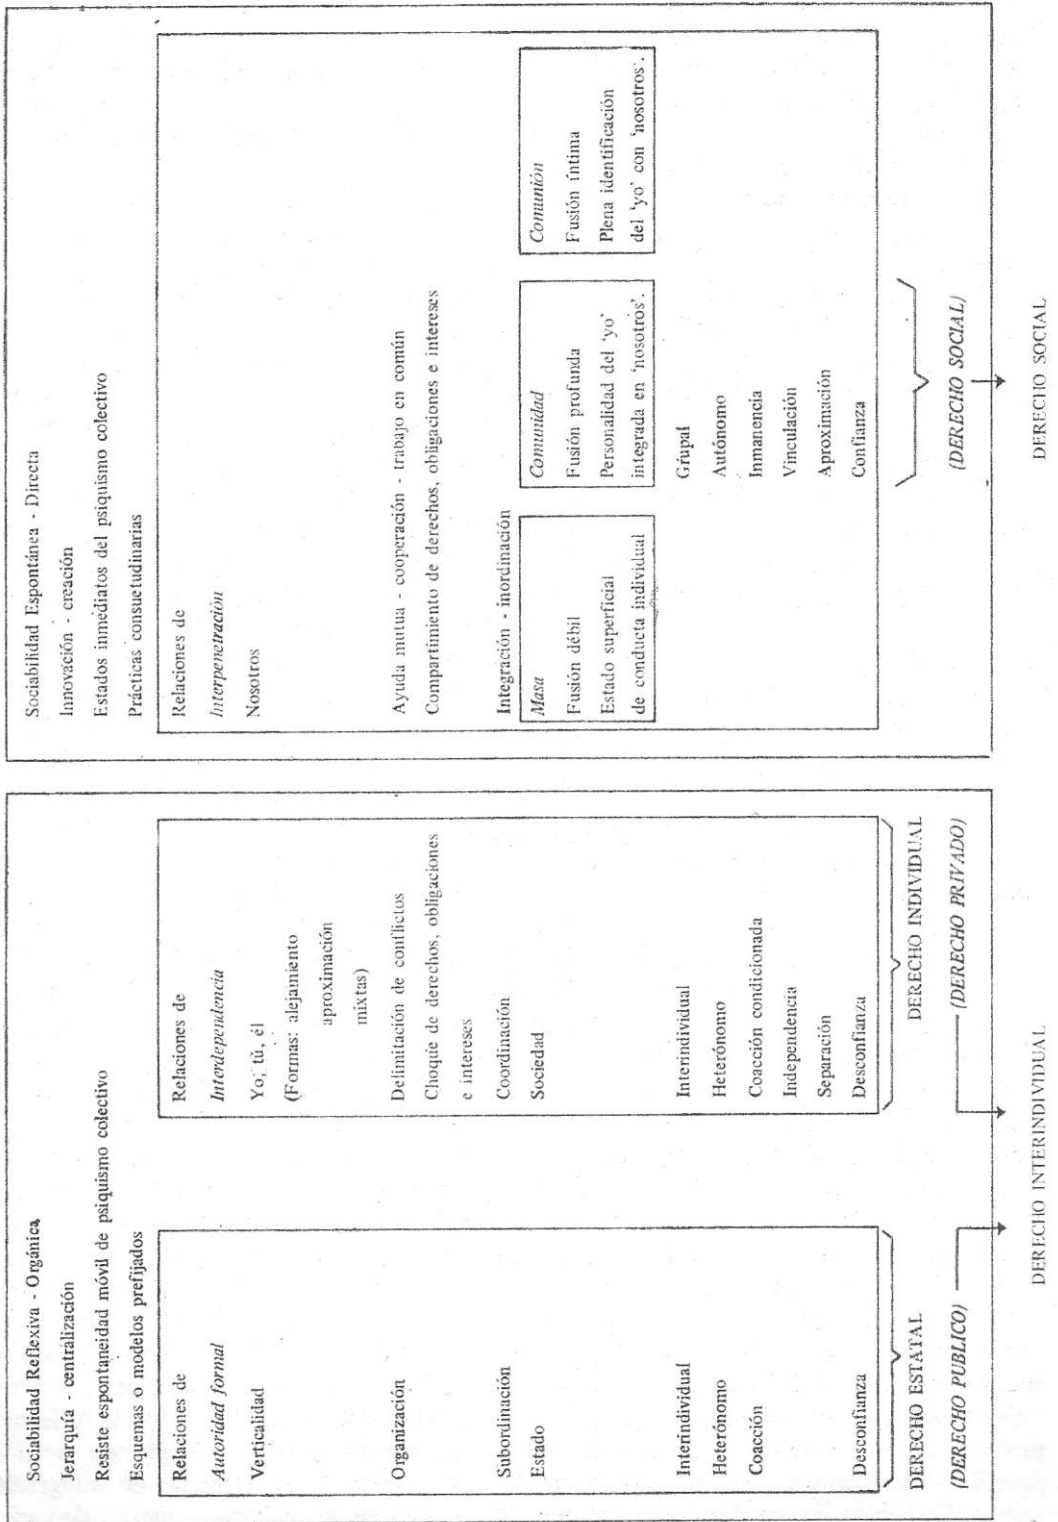 Sociabilidad Reflexiva - Orgánica
Jerarquía - centralización
Resiste espontaneidad móvil de psiquismo colectivo
Esquemas o modelos prefijados
Relaciones de
Autoridad formal
Verticalidad
Organización
Subordinación
Estado
Interindividual
Heterónomo
Coacción
Desconfianza
DERECHO ESTATAL
(DERECHO PUBLICO)
Relaciones de
Interdependencia
Yo, tú, él
(Formas: alejamiento
aproximación
mixtas)
Delimitación de conflictos
Choque de derechos, obligaciones
e intereses
Coordinación
Sociedad
Interindividual
Heterónomo
Coacción condicionada
Independencia
Separación
Desconfianza
DERECHO INDIVIDUAL
(DERECHO PRIVADO)
DERECHO INTERINDIVIDUAL
Sociabilidad Espontánea - Directa
Innovación - creación
Estados inmediatos del psiquismo colectivo
Prácticas consuetudinarias
Relaciones de
Interpenetración
Nosotros
Ayuda mutua - cooperación - trabajo en común
Compartimiento de derechos, obligaciones e intereses
Integración - inordinación
Masa
Fusión débil
Estado superficial
de conducta individual
Comunidad
Fusión profunda
Personalidad del 'yo'
integrada en 'nosotros'.
Comunión
Fusión íntima
Plena identificación
del 'yo' con 'nosotros'.
Grupal
Autónomo
Inmanencia
Vinculación
Aproximación
Confianza
(DERECHO SOCIAL)
DERECHO SOCIAL